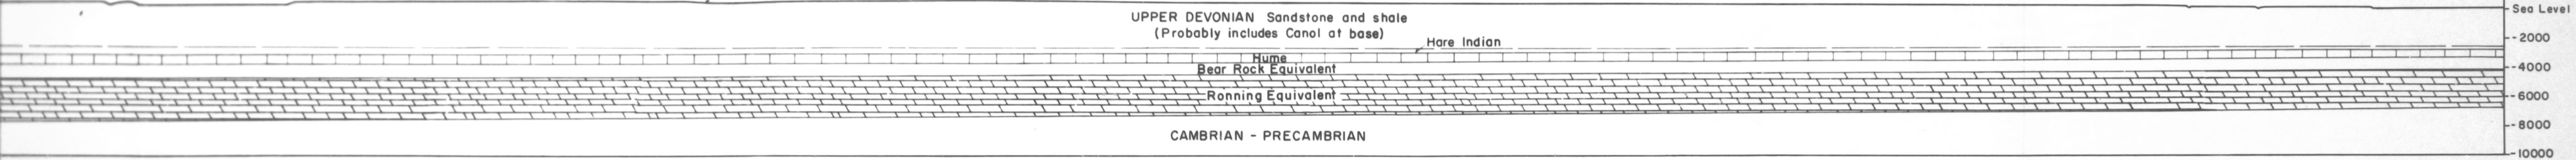 UPPER DEVONIAN Sandstone and shale
(Probably includes Canol at base)
Hare Indian
Hume
Bear Rock Equivalent
Ronning Equivalent
CAMBRIAN - PRECAMBRIAN
Sea Level
-2000
-4000
-6000
-8000
-10000